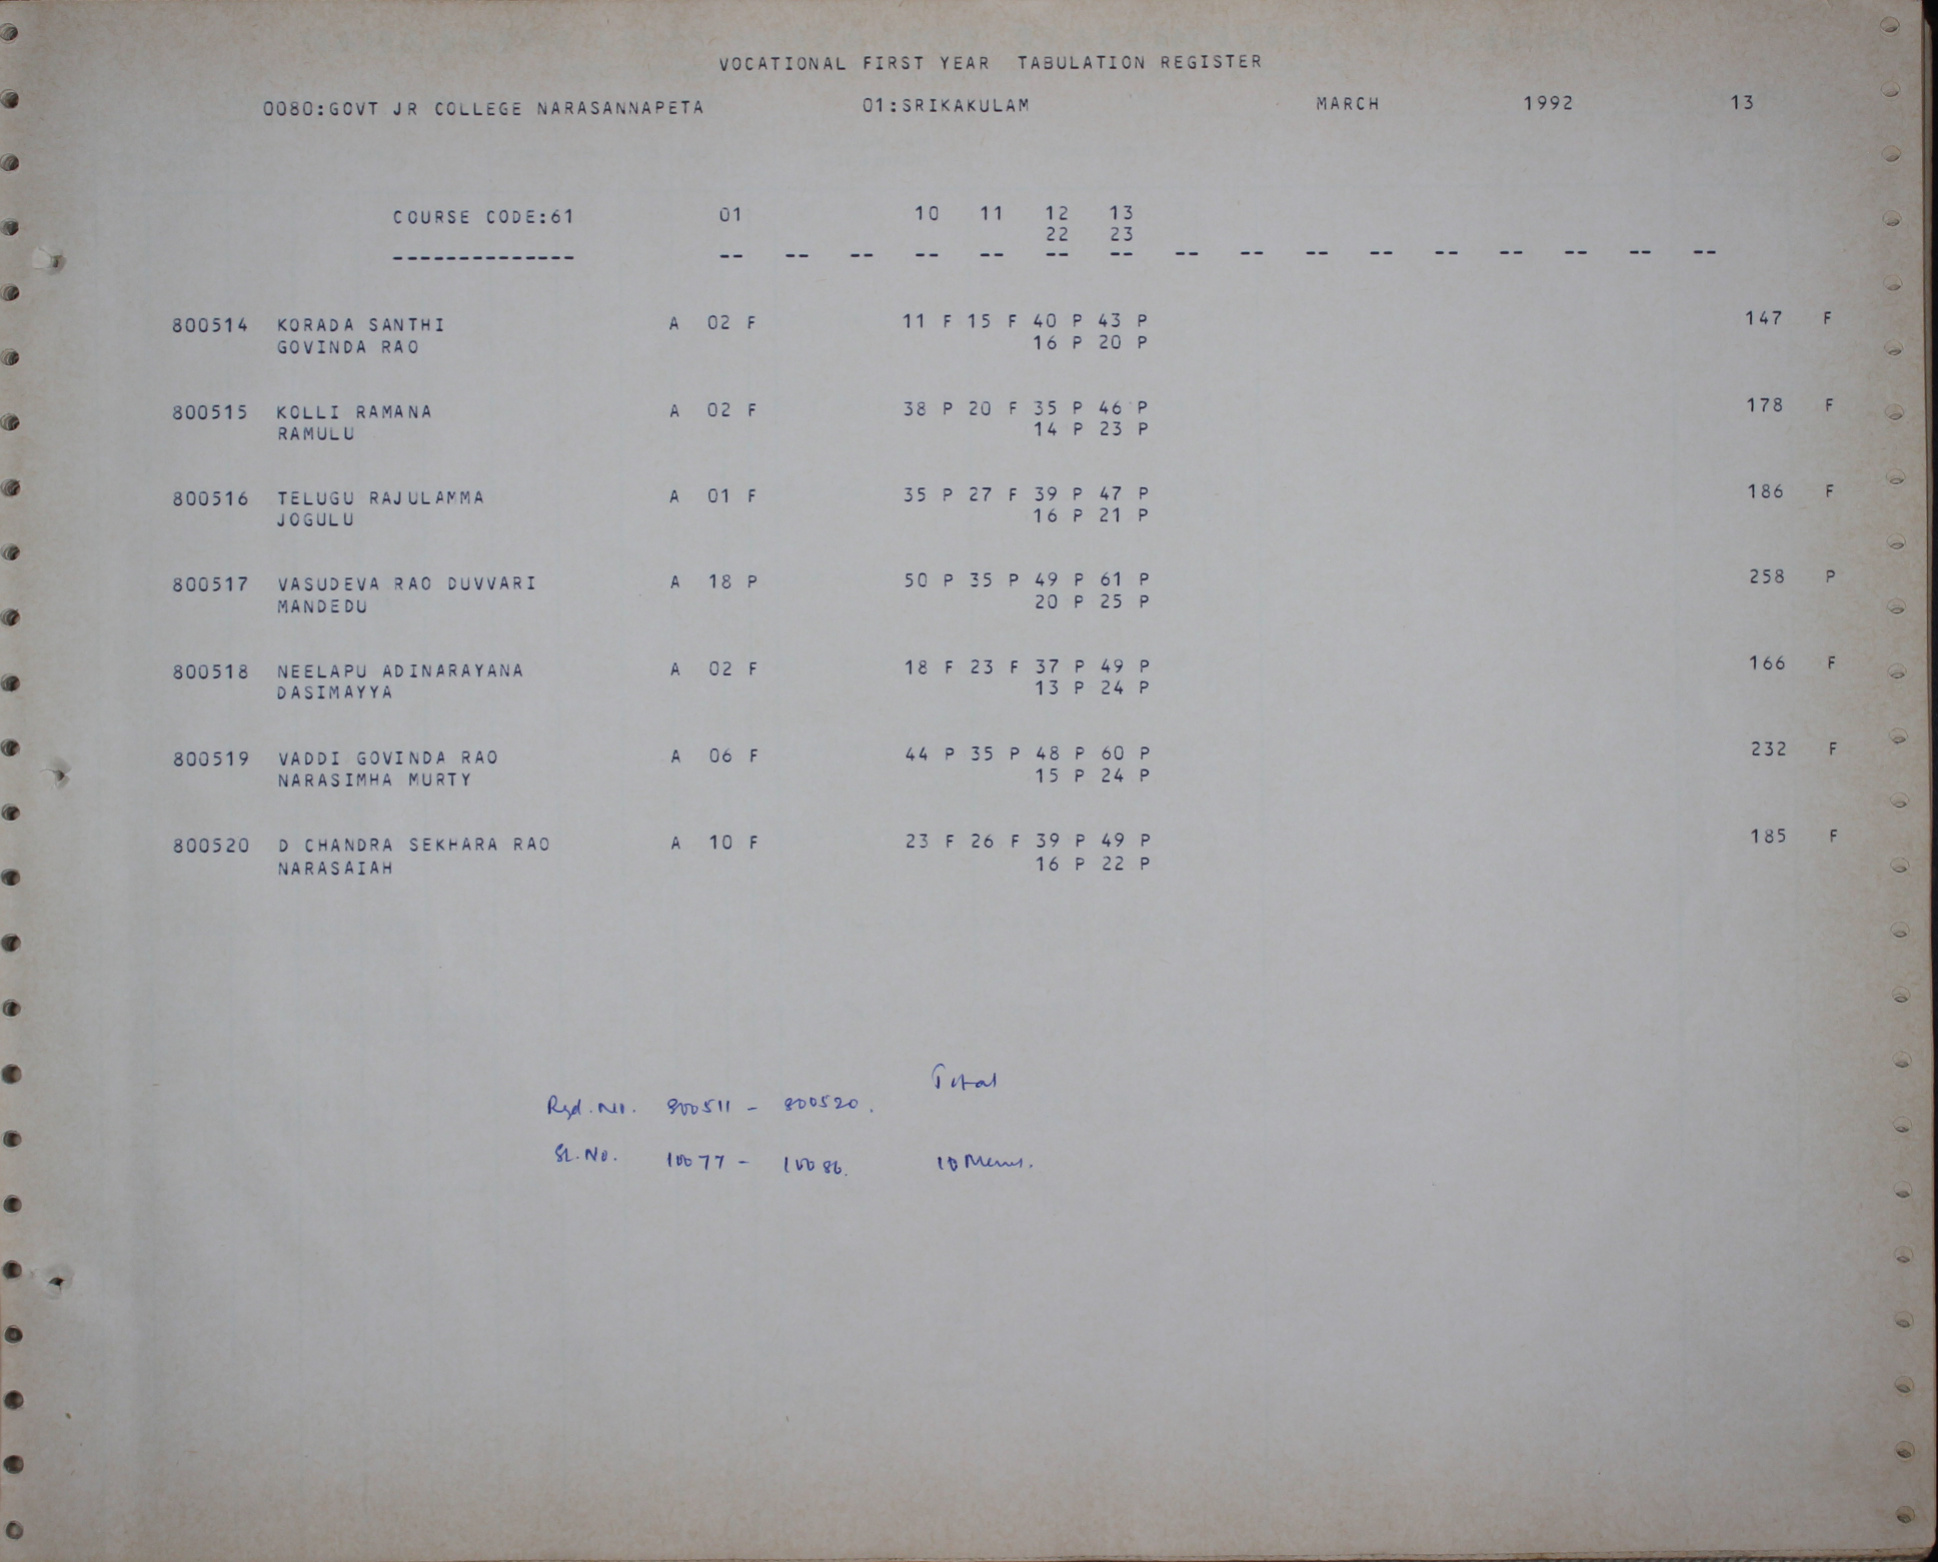 VOCATIONAL FIRST YEAR TABULATION REGISTER
0080:GOVT JR COLLEGE NARASANNAPETA 01:SRIKAKULAM MARCH 1992 13
COURSE CODE:61 01 10 11 12 13
22 23
-------------- -- -- -- -- -- -- -- -- -- -- -- -- -- -- -- --
800514 KORADA SANTHI A 02 F 11 F 15 F 40 P 43 P 147 F
GOVINDA RAO 16 P 20 P
800515 KOLLI RAMANA A 02 F 38 P 20 F 35 P 46 P 178 F
RAMULU 14 P 23 P
800516 TELUGU RAJULAMMA A 01 F 35 P 27 F 39 P 47 P 186 F
JOGULU 16 P 21 P
800517 VASUDEVA RAO DUVVARI A 18 P 50 P 35 P 49 P 61 P 258 P
MANDEDU 20 P 25 P
800518 NEELAPU ADINARAYANA A 02 F 18 F 23 F 37 P 49 P 166 F
DASIMAYYA 13 P 24 P
800519 VADDI GOVINDA RAO A 06 F 44 P 35 P 48 P 60 P 232 F
NARASIMHA MURTY 15 P 24 P
800520 D CHANDRA SEKHARA RAO A 10 F 23 F 26 F 39 P 49 P 185 F
NARASAIAH 16 P 22 P
Total
Rgd. No. 800511 - 800520.
SL. No. 10077 - 10086. 10 Memos.